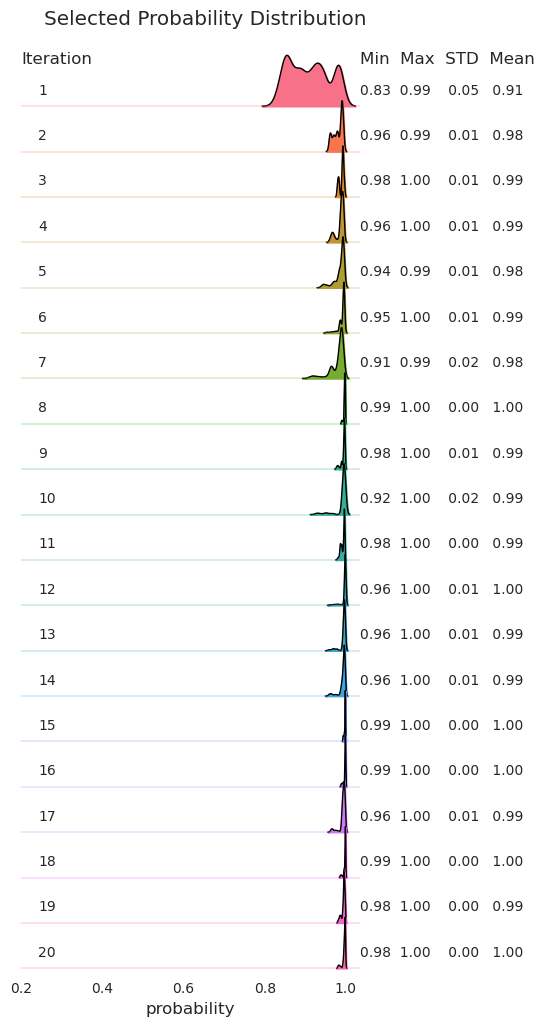 Selected Probability Distribution
Iteration Min Max STD Mean
1 0.83 0.99 0.05 0.91
2 0.96 0.99 0.01 0.98
3 0.98 1.00 0.01 0.99
4 0.96 1.00 0.01 0.99
5 0.94 0.99 0.01 0.98
6 0.95 1.00 0.01 0.99
7 0.91 0.99 0.02 0.98
8 0.99 1.00 0.00 1.00
9 0.98 1.00 0.01 0.99
10 0.92 1.00 0.02 0.99
11 0.98 1.00 0.00 0.99
12 0.96 1.00 0.01 1.00
13 0.96 1.00 0.01 0.99
14 0.96 1.00 0.01 0.99
15 0.99 1.00 0.00 1.00
16 0.99 1.00 0.00 1.00
17 0.96 1.00 0.01 0.99
18 0.99 1.00 0.00 1.00
19 0.98 1.00 0.00 0.99
20 0.98 1.00 0.00 1.00
0.2 0.4 0.6 0.8 1.0
probability